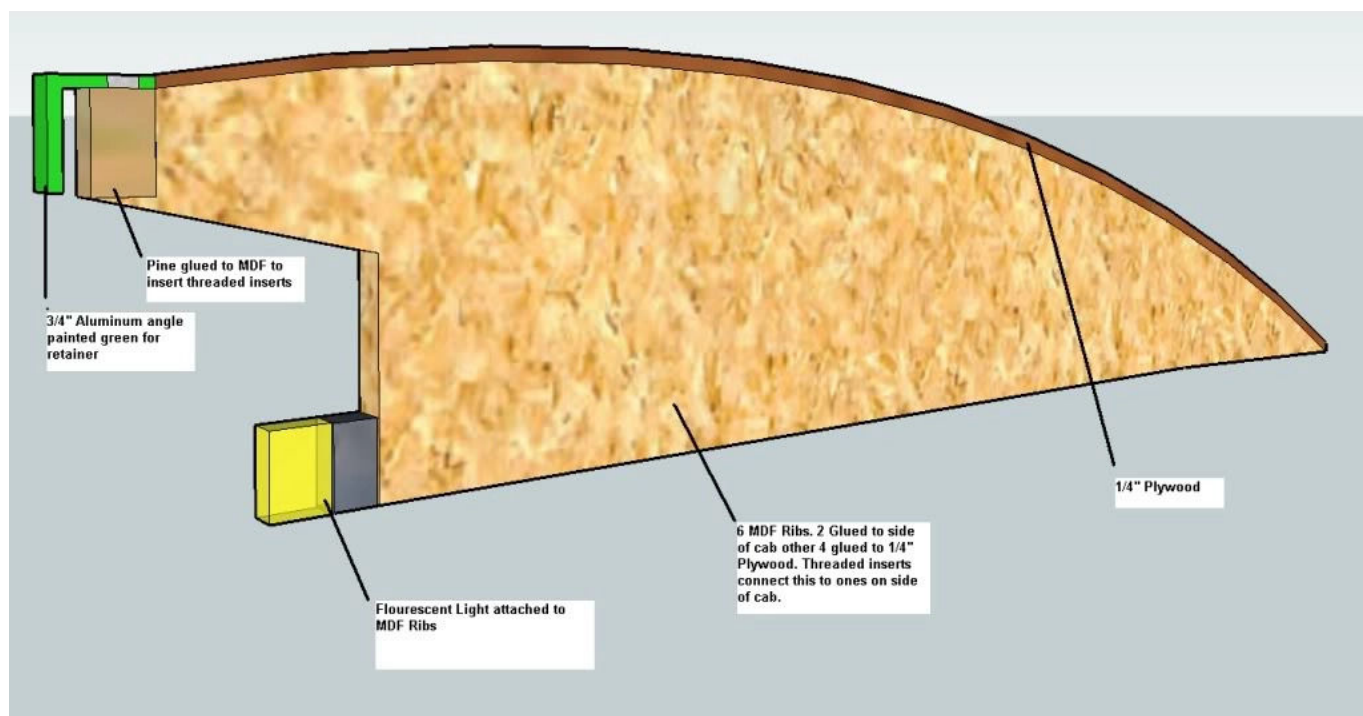 Pine glued to MDF to
insert threaded inserts
3/4" Aluminum angle
painted green for
retainer
1/4" Plywood
6 MDF Ribs. 2 Glued to side
of cab other 4 glued to 1/4"
Plywood. Threaded inserts
connect this to ones on side
of cab.
Flourescent Light attached to
MDF Ribs